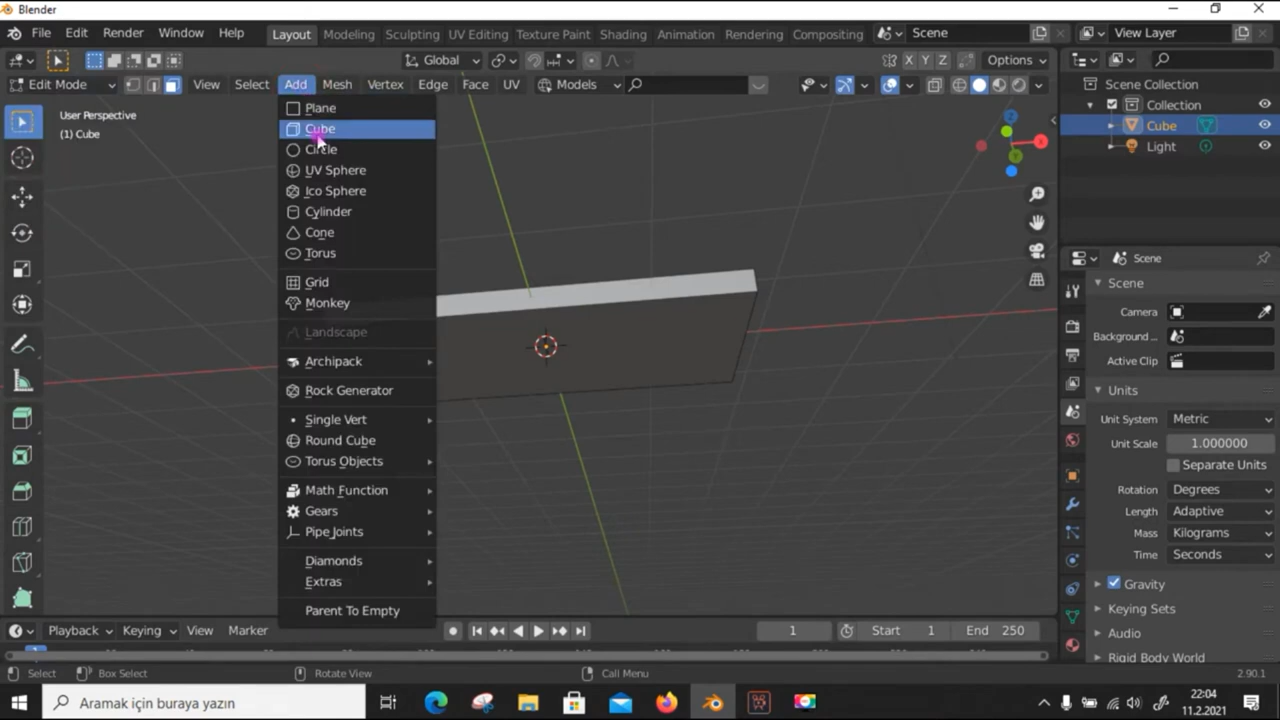 Blender
File Edit Render Window Help Layout Modeling Sculpting UV Editing Texture Paint Shading Animation Rendering Compositing Scene View Layer
Global X Y Z Options
Edit Mode View Select Add Mesh Vertex Edge Face UV Models
User Perspective
(1) Cube
Plane
Cube
Circle
UV Sphere
Ico Sphere
Cylinder
Cone
Torus
Grid
Monkey
Landscape
Archipack
Rock Generator
Single Vert
Round Cube
Torus Objects
Math Function
Gears
Pipe Joints
Diamonds
Extras
Parent To Empty
Scene Collection
Collection
Cube
Light
Scene
Scene
Camera
Background ...
Active Clip
Units
Unit System Metric
Unit Scale 1.000000
Separate Units
Rotation Degrees
Length Adaptive
Mass Kilograms
Time Seconds
Gravity
Keying Sets
Audio
Rigid Body World
Playback Keying View Marker 1 Start 1 End 250
Select Box Select Rotate View Call Menu 2.90.1
Aramak için buraya yazın
22:04
11.2.2021